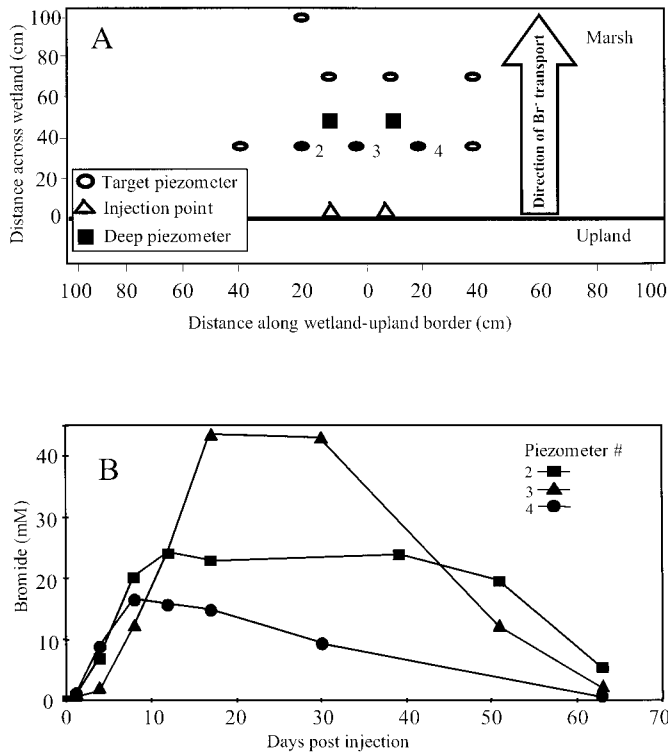 A
Distance across wetland (cm)
100
80
60
40
20
0
Marsh
Direction of Br- transport
2 3 4
Target piezometer
Injection point
Deep piezometer
Upland
100 80 60 40 20 0 20 40 60 80 100
Distance along wetland-upland border (cm)
B
Bromide (mM)
40
30
20
10
0
Piezometer #
2
3
4
0 10 20 30 40 50 60 70
Days post injection